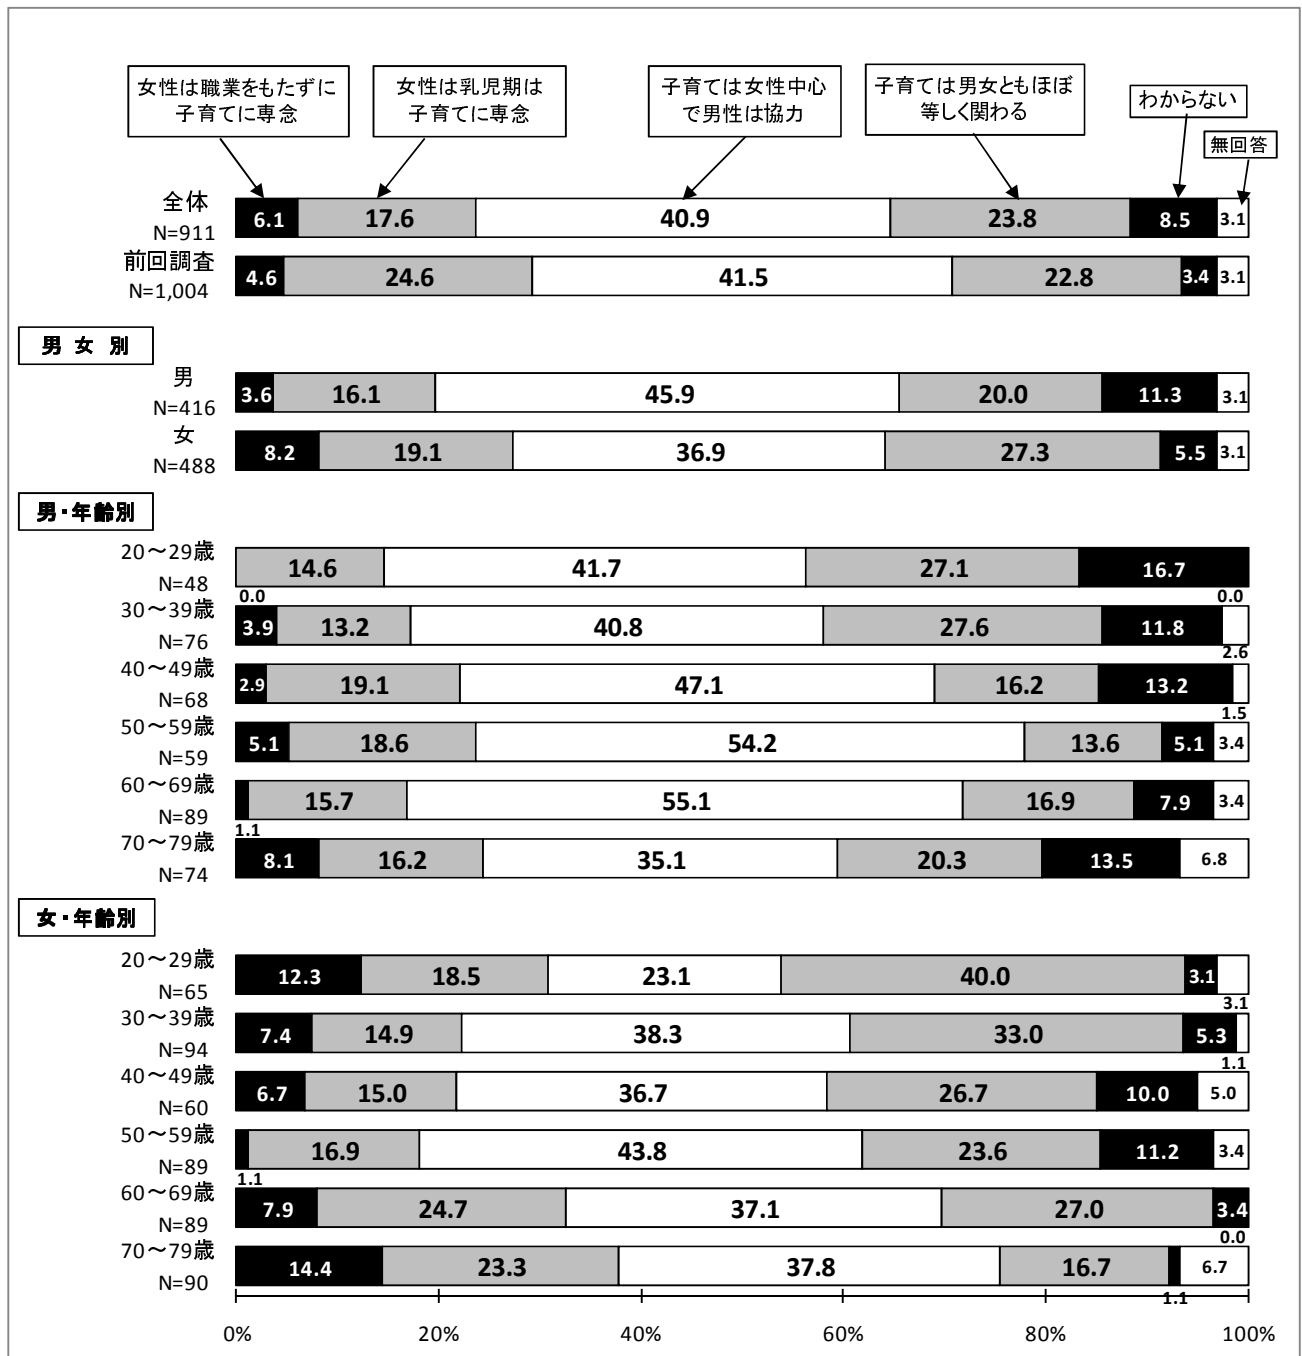 女性は職業をもたずに
子育てに専念
女性は乳児期は
子育てに専念
子育ては女性中心
で男性は協力
子育ては男女ともほぼ
等しく関わる
わからない
無回答
全体
N=911
6.1 17.6 40.9 23.8 8.5 3.1
前回調査
N=1,004
4.6 24.6 41.5 22.8 3.4 3.1
男 女 別
男
N=416
3.6 16.1 45.9 20.0 11.3 3.1
女
N=488
8.2 19.1 36.9 27.3 5.5 3.1
男・年齢別
20～29歳
N=48
14.6 41.7 27.1 16.7
0.0 0.0
30～39歳
N=76
3.9 13.2 40.8 27.6 11.8
2.6
40～49歳
N=68
2.9 19.1 47.1 16.2 13.2
1.5
50～59歳
N=59
5.1 18.6 54.2 13.6 5.1 3.4
60～69歳
N=89
15.7 55.1 16.9 7.9 3.4
1.1
70～79歳
N=74
8.1 16.2 35.1 20.3 13.5 6.8
女・年齢別
20～29歳
N=65
12.3 18.5 23.1 40.0 3.1
3.1
30～39歳
N=94
7.4 14.9 38.3 33.0 5.3
1.1
40～49歳
N=60
6.7 15.0 36.7 26.7 10.0 5.0
50～59歳
N=89
16.9 43.8 23.6 11.2 3.4
1.1
60～69歳
N=89
7.9 24.7 37.1 27.0 3.4
0.0
70～79歳
N=90
14.4 23.3 37.8 16.7 6.7
1.1
0% 20% 40% 60% 80% 100%